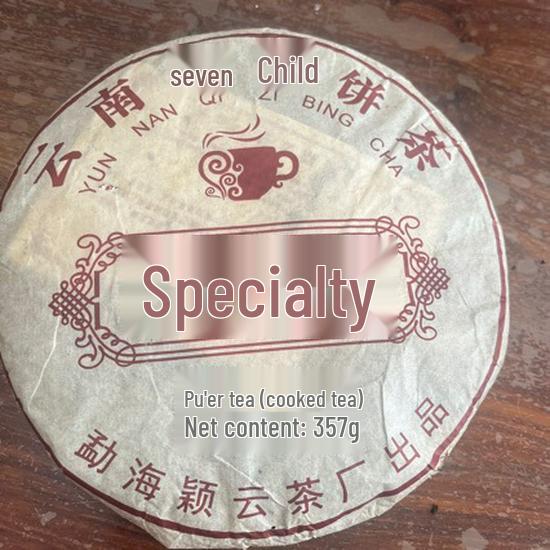 云南 seven Child 饼茶
YUN NAN QI ZI BING CHA
Specialty
Pu'er tea (cooked tea)
Net content: 357g
勐海颖云茶厂出品